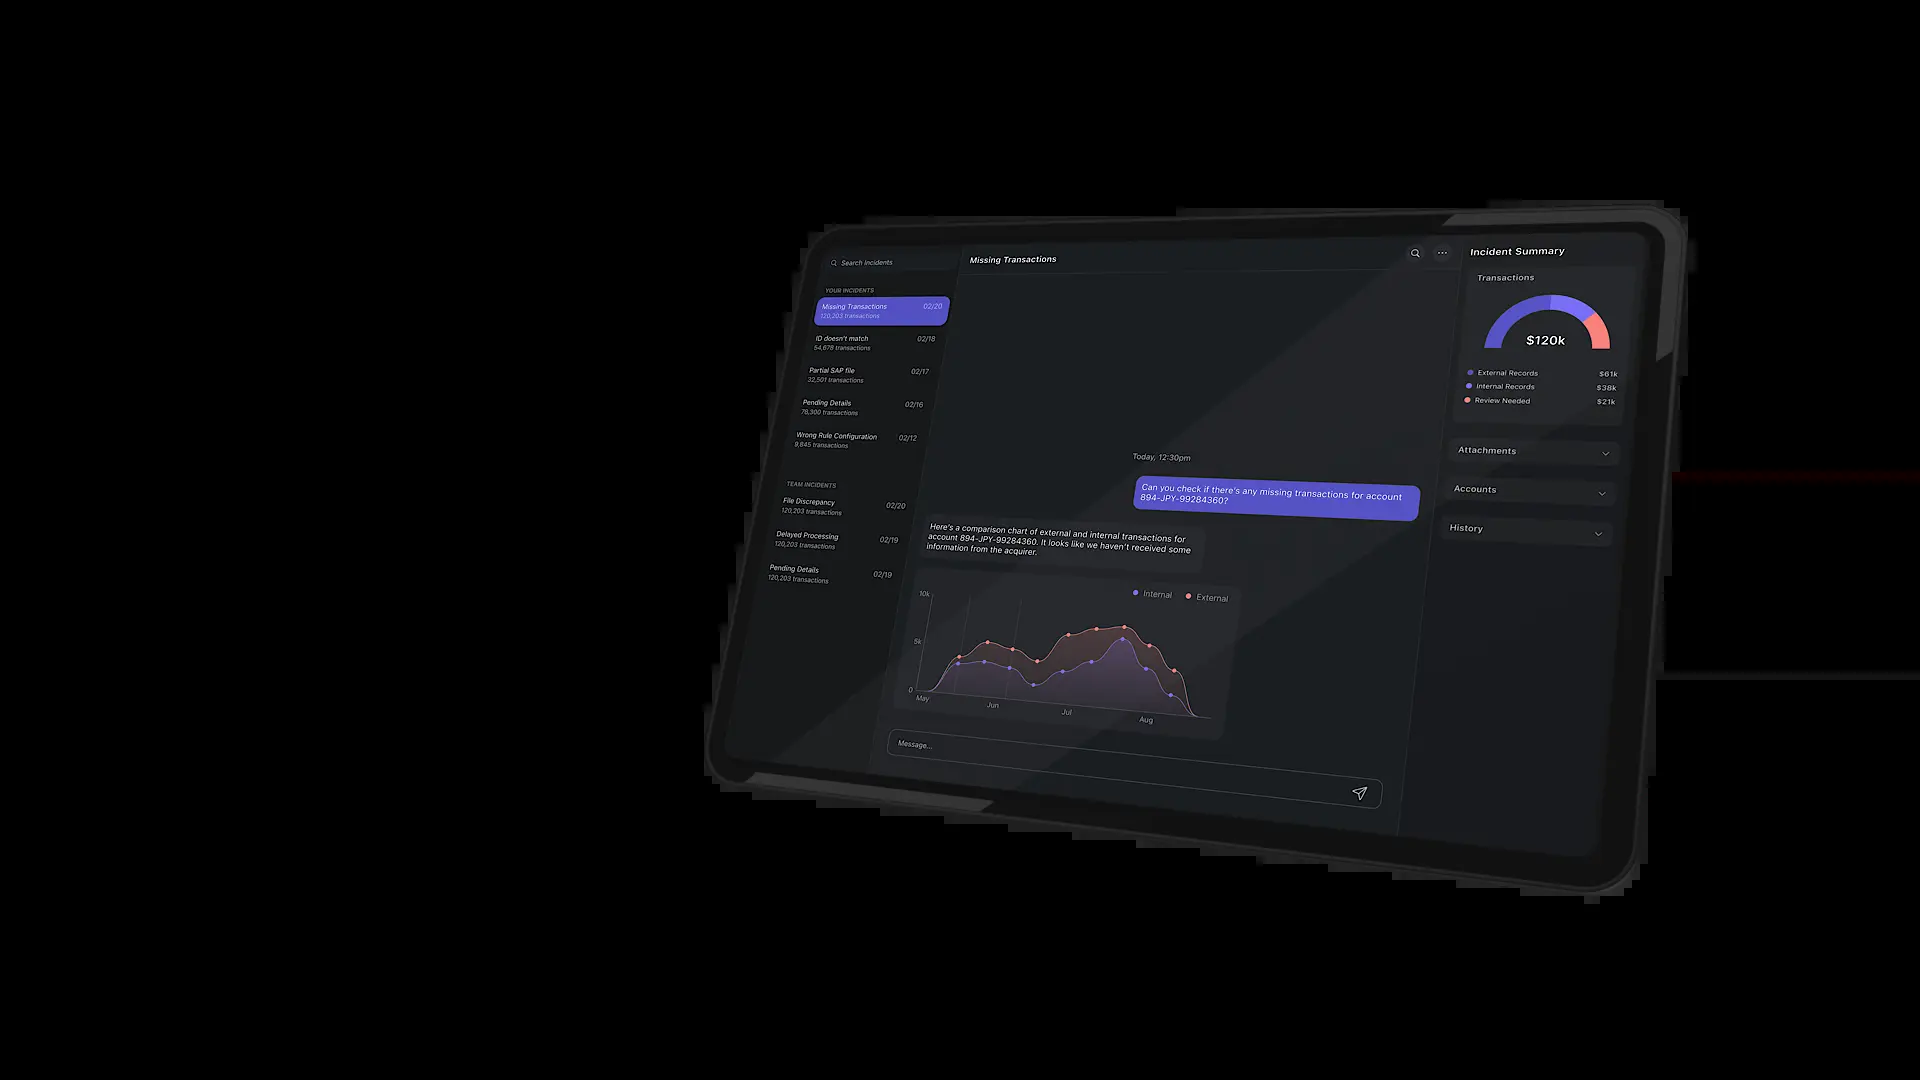 Search Incidents
YOUR INCIDENTS
Missing Transactions 02/20
120,203 transactions
ID doesn't match 02/18
54,678 transactions
Partial SAP file 02/17
32,501 transactions
Pending Details 02/16
78,300 transactions
Wrong Rule Configuration 02/12
9,845 transactions
TEAM INCIDENTS
File Discrepancy 02/20
120,203 transactions
Delayed Processing 02/19
120,203 transactions
Pending Details 02/19
120,203 transactions
Missing Transactions
Today, 12:30pm
Can you check if there's any missing transactions for account
894-JPY-99284360?
Here's a comparison chart of external and internal transactions for
account 894-JPY-99284360. It looks like we haven't received some
information from the acquirer.
Internal External
10k
5k
0
May Jun Jul Aug
Message...
Incident Summary
Transactions
$120k
External Records $61k
Internal Records $38k
Review Needed $21k
Attachments
Accounts
History